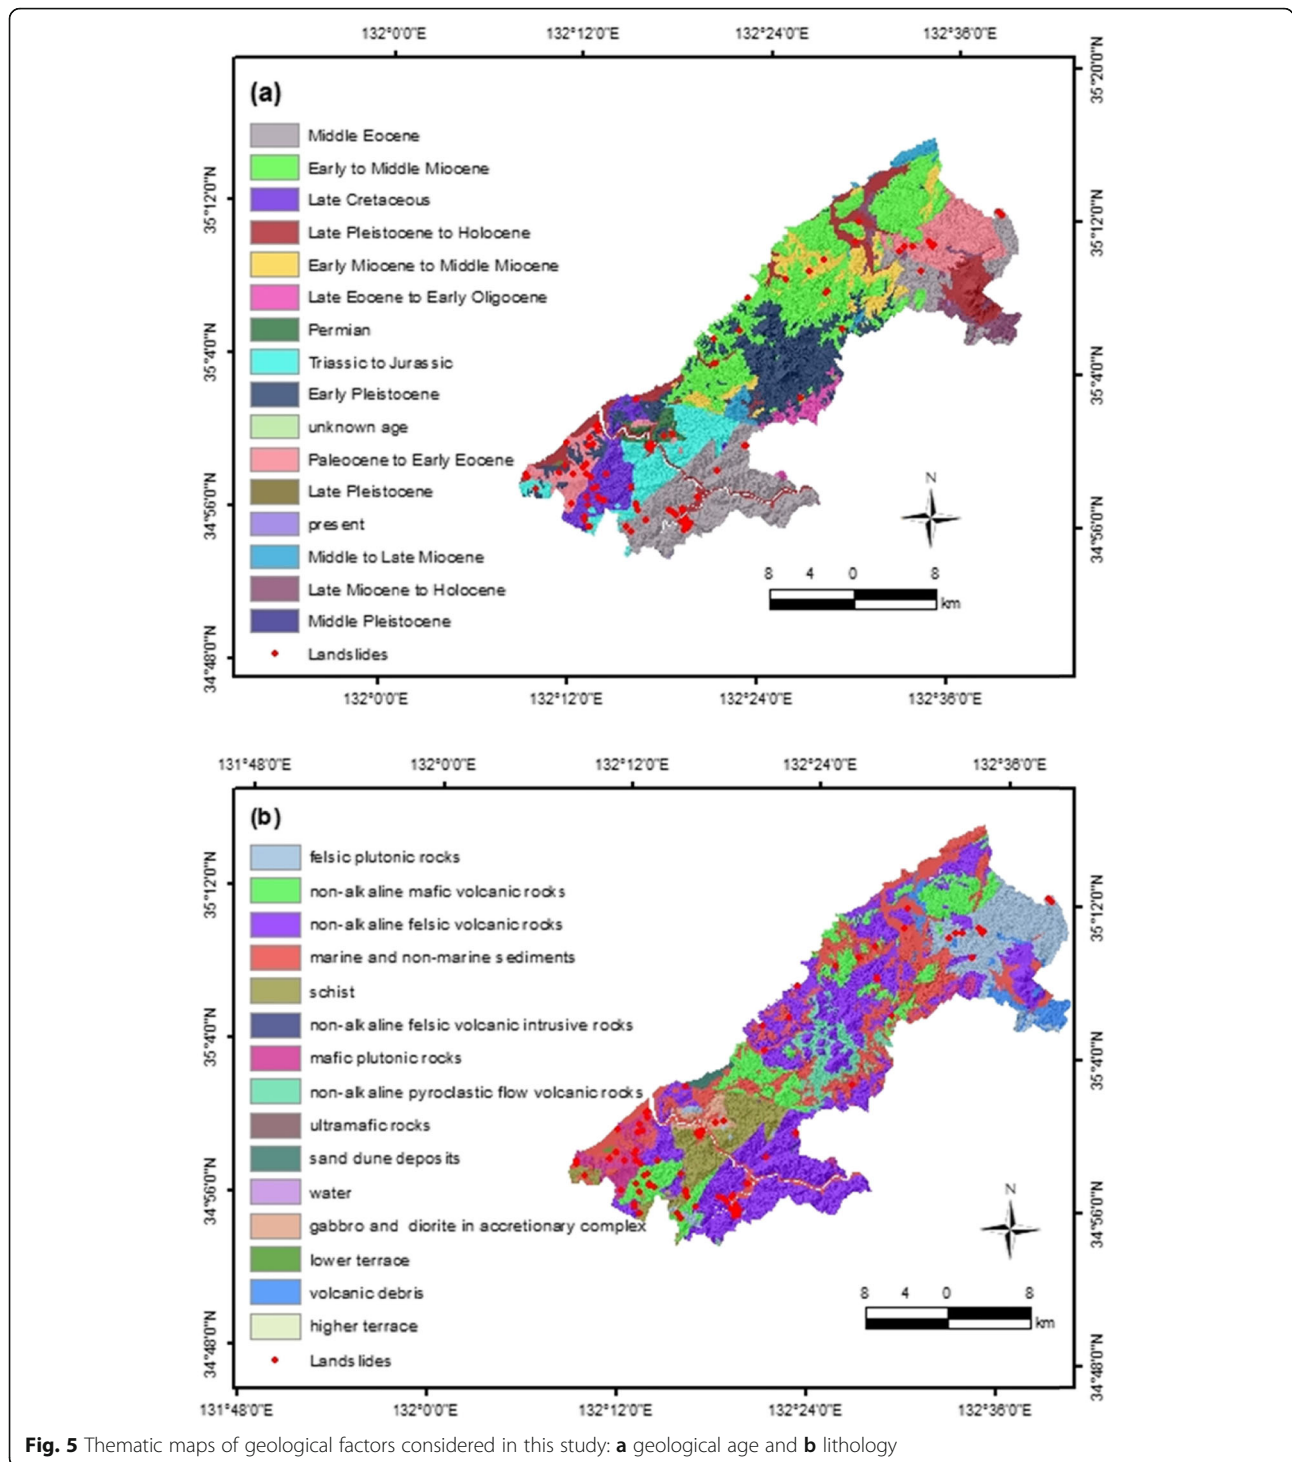 132°0'0"E 132°12'0"E 132°24'0"E 132°36'0"E
35°20'0"N
35°12'0"N
35°4'0"N
34°56'0"N
34°48'0"N
35°12'0"N
35°4'0"N
34°56'0"N
(a)
Middle Eocene
Early to Middle Miocene
Late Cretaceous
Late Pleistocene to Holocene
Early Miocene to Middle Miocene
Late Eocene to Early Oligocene
Permian
Triassic to Jurassic
Early Pleistocene
unknown age
Paleocene to Early Eocene
Late Pleistocene
present
Middle to Late Miocene
Late Miocene to Holocene
Middle Pleistocene
Landslides
N
8 4 0 8
km
132°0'0"E 132°12'0"E 132°24'0"E 132°36'0"E
131°48'0"E 132°0'0"E 132°12'0"E 132°24'0"E 132°36'0"E
35°12'0"N
35°4'0"N
34°56'0"N
34°48'0"N
35°12'0"N
35°4'0"N
34°56'0"N
34°48'0"N
(b)
felsic plutonic rocks
non-alkaline mafic volcanic rocks
non-alkaline felsic volcanic rocks
marine and non-marine sediments
schist
non-alkaline felsic volcanic intrusive rocks
mafic plutonic rocks
non-alkaline pyroclastic flow volcanic rocks
ultramafic rocks
sand dune deposits
water
gabbro and diorite in accretionary complex
lower terrace
volcanic debris
higher terrace
Landslides
N
8 4 0 8
km
131°48'0"E 132°0'0"E 132°12'0"E 132°24'0"E 132°36'0"E
Fig. 5 Thematic maps of geological factors considered in this study: a geological age and b lithology